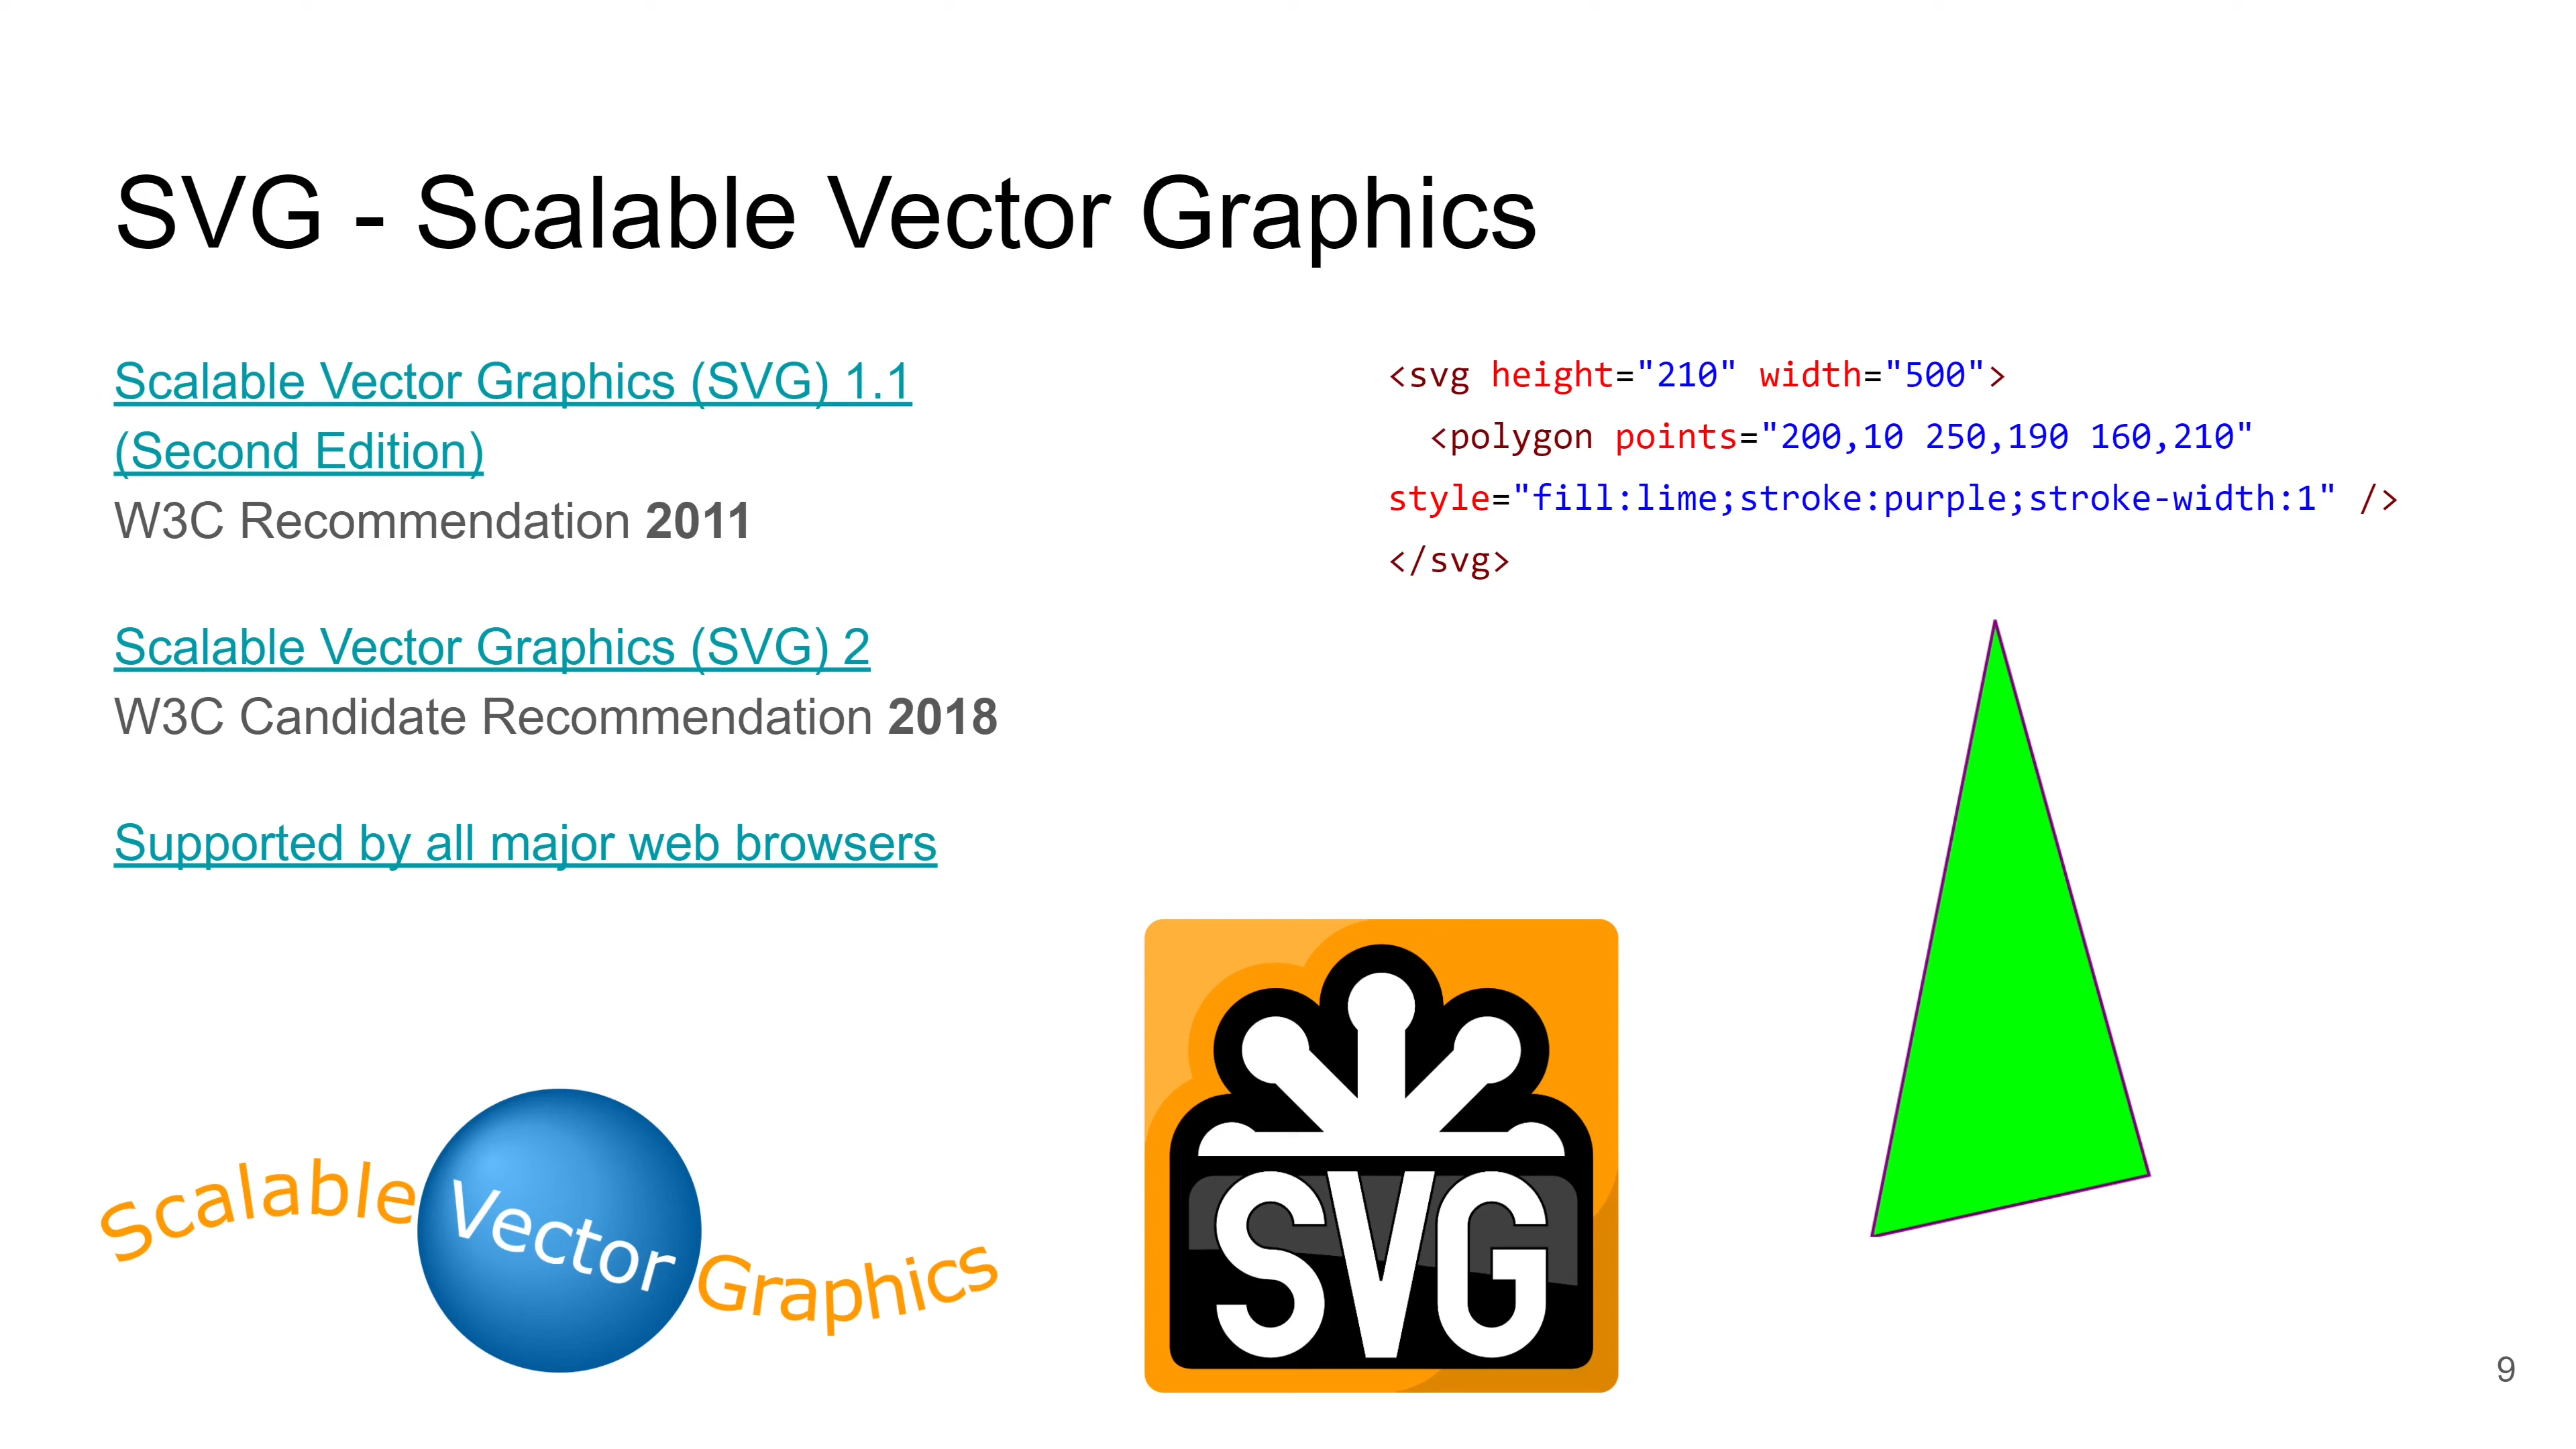 SVG - Scalable Vector Graphics
Scalable Vector Graphics (SVG) 1.1
(Second Edition)
W3C Recommendation 2011
Scalable Vector Graphics (SVG) 2
W3C Candidate Recommendation 2018
Supported by all major web browsers
<svg height="210" width="500">
  <polygon points="200,10 250,190 160,210"
style="fill:lime;stroke:purple;stroke-width:1" />
</svg>
Scalable Vector Graphics
SVG
9